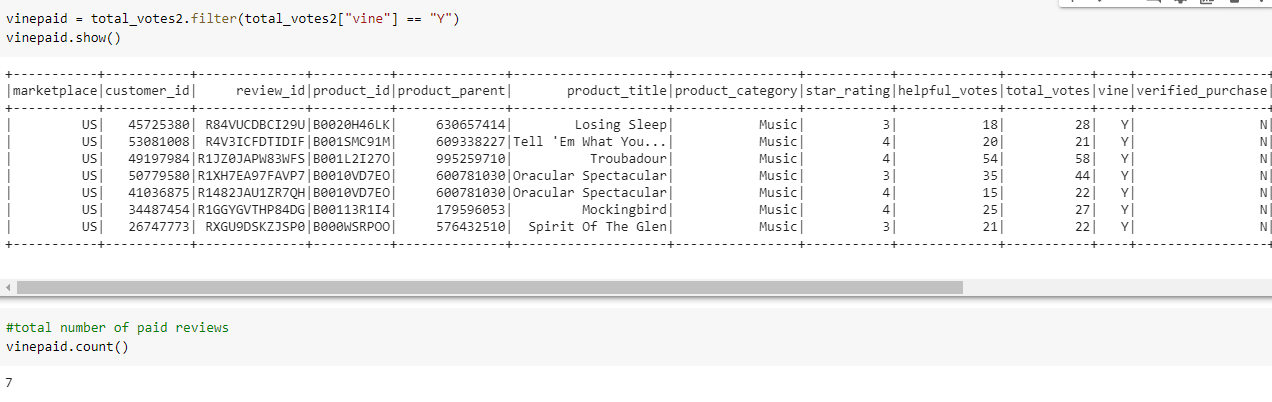 vinepaid = total_votes2.filter(total_votes2["vine"] == "Y")
vinepaid.show()
+-----------+-----------+--------------+----------+--------------+--------------------+----------------+-----------+-------------+-----------+----+-----------------+
|marketplace|customer_id|     review_id|product_id|product_parent|       product_title|product_category|star_rating|helpful_votes|total_votes|vine|verified_purchase|
+-----------+-----------+--------------+----------+--------------+--------------------+----------------+-----------+-------------+-----------+----+-----------------+
|         US|   45725380| R84VUCDBCI29U|B0020H46LK|     630657414|        Losing Sleep|           Music|          3|           18|         28|   Y|                N|
|         US|   53081008| R4V3ICFDTIDIF|B001SMC91M|     609338227|Tell 'Em What You...|           Music|          4|           20|         21|   Y|                N|
|         US|   49197984|R1JZ0JAPW83WFS|B001L2I27O|     995259710|          Troubadour|           Music|          4|           54|         58|   Y|                N|
|         US|   50779580|R1XH7EA97FAVP7|B0010VD7EO|     600781030|Oracular Spectacular|           Music|          3|           35|         44|   Y|                N|
|         US|   41036875|R1482JAU1ZR7QH|B0010VD7EO|     600781030|Oracular Spectacular|           Music|          4|           15|         22|   Y|                N|
|         US|   34487454|R1GGYGVTHP84DG|B00113R1I4|     179596053|         Mockingbird|           Music|          4|           25|         27|   Y|                N|
|         US|   26747773| RXGU9DSKZJSP0|B000WSRPOO|     576432510|  Spirit Of The Glen|           Music|          3|           21|         22|   Y|                N|
+-----------+-----------+--------------+----------+--------------+--------------------+----------------+-----------+-------------+-----------+----+-----------------+
#total number of paid reviews
vinepaid.count()
7